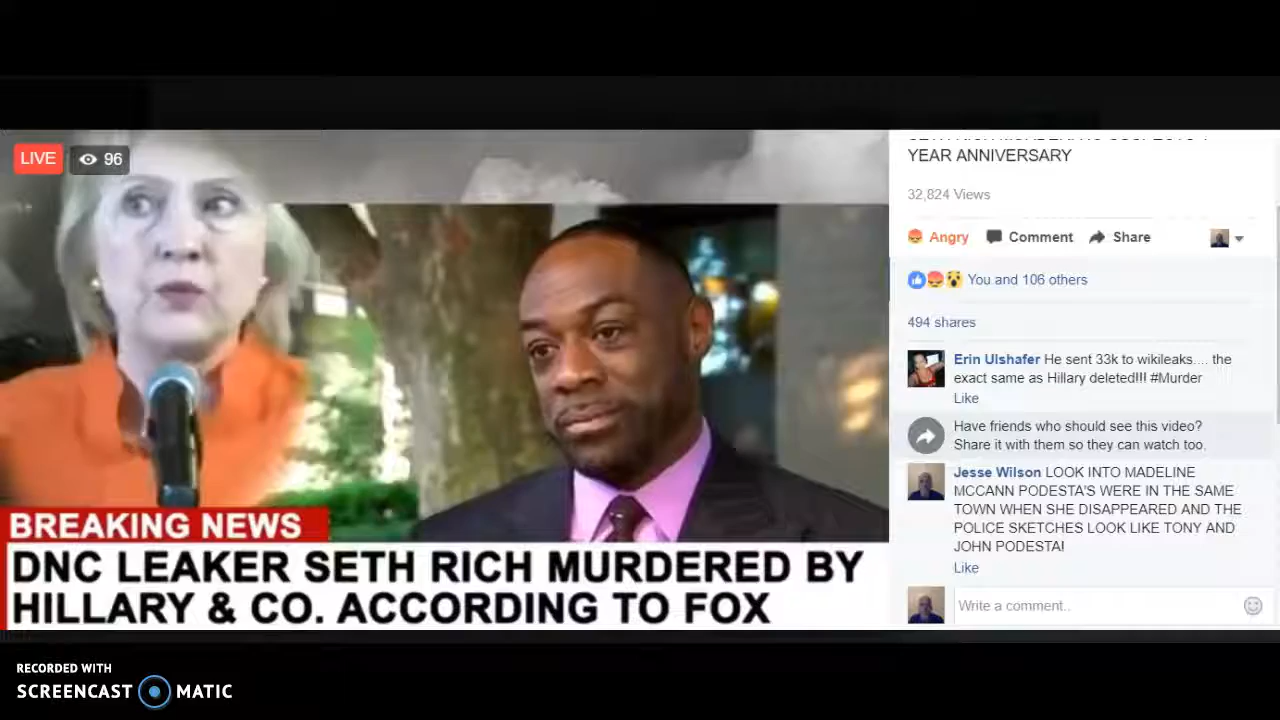 LIVE
96
YEAR ANNIVERSARY
32,824 Views
Angry Comment Share
You and 106 others
494 shares
Erin Ulshafer He sent 33k to wikileaks.... the
exact same as Hillary deleted!!! #Murder
Like
Have friends who should see this video?
Share it with them so they can watch too.
Jesse Wilson LOOK INTO MADELINE
MCCANN PODESTA'S WERE IN THE SAME
TOWN WHEN SHE DISAPPEARED AND THE
POLICE SKETCHES LOOK LIKE TONY AND
JOHN PODESTA!
Like
Write a comment..
BREAKING NEWS
DNC LEAKER SETH RICH MURDERED BY
HILLARY & CO. ACCORDING TO FOX
RECORDED WITH
SCREENCAST MATIC